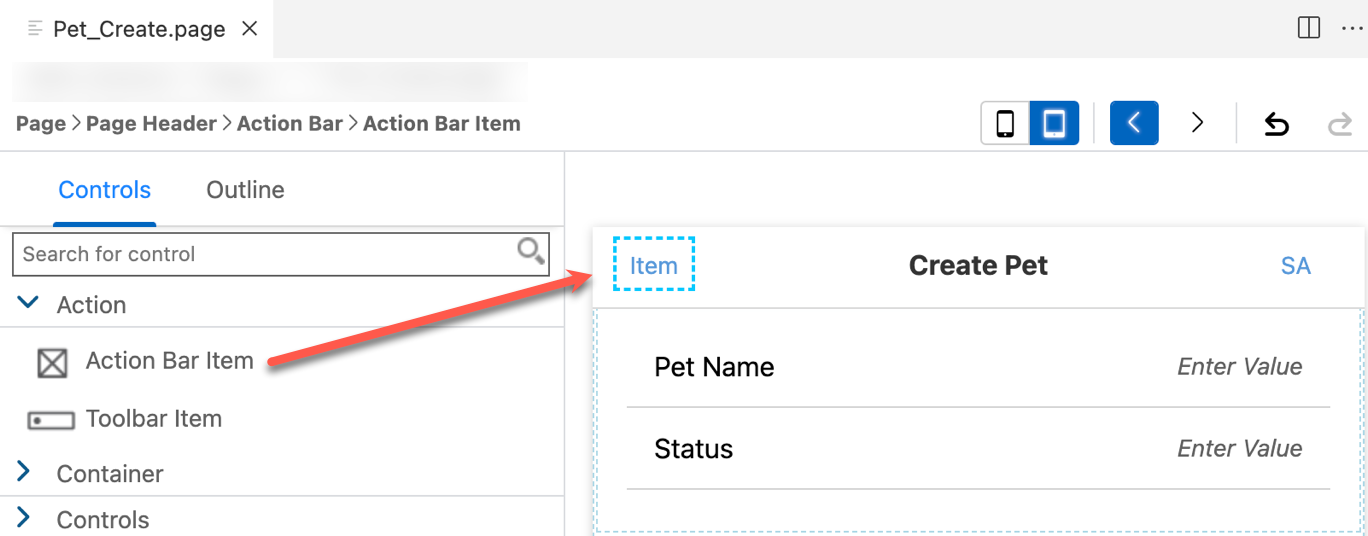 Pet_Create.page
Page > Page Header > Action Bar > Action Bar Item
Controls Outline
Search for control
Action
Action Bar Item
Toolbar Item
Container
Controls
Item Create Pet SA
Pet Name Enter Value
Status Enter Value